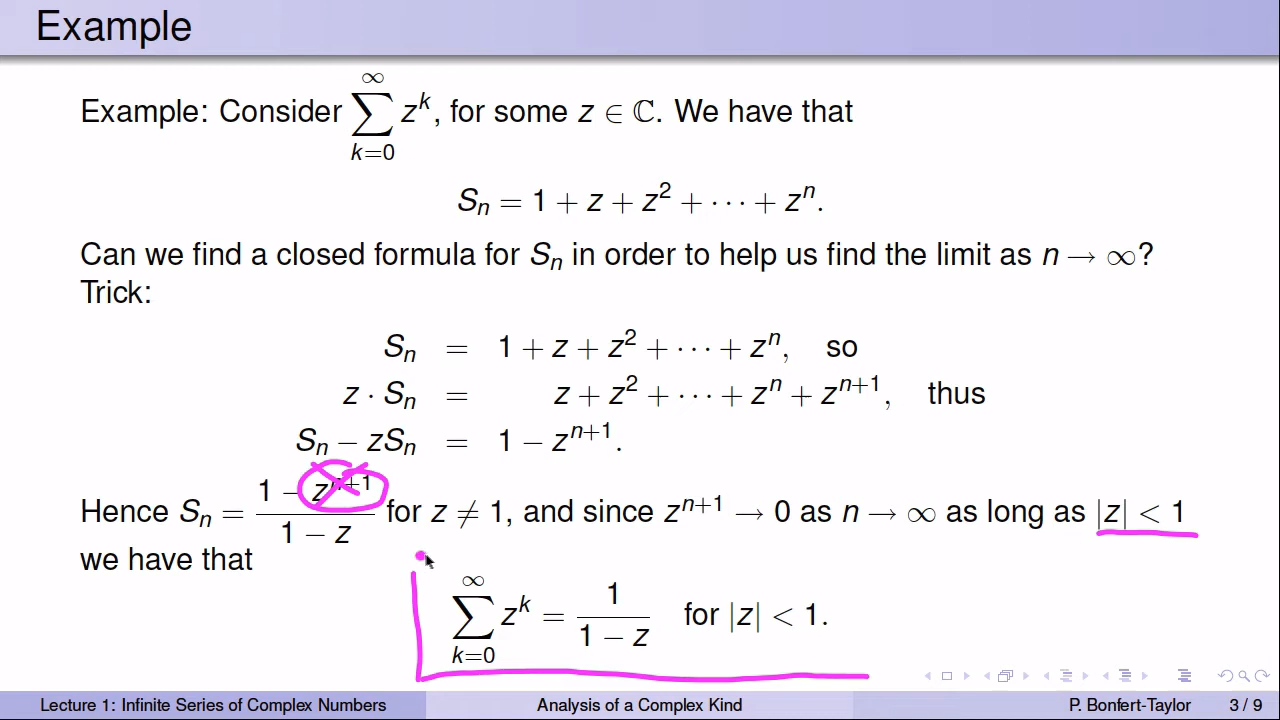 Example
Example: Consider ∑_{k=0}^{∞} z^k, for some z ∈ ℂ. We have that
S_n = 1 + z + z^2 + ⋯ + z^n.
Can we find a closed formula for S_n in order to help us find the limit as n → ∞?
Trick:
S_n = 1 + z + z^2 + ⋯ + z^n, so
z · S_n = z + z^2 + ⋯ + z^n + z^{n+1}, thus
S_n − zS_n = 1 − z^{n+1}.
Hence S_n = (1 − z^{n+1})/(1 − z) for z ≠ 1, and since z^{n+1} → 0 as n → ∞ as long as |z| < 1
we have that
∑_{k=0}^{∞} z^k = 1/(1 − z) for |z| < 1.
Lecture 1: Infinite Series of Complex Numbers Analysis of a Complex Kind P. Bonfert-Taylor 3 / 9